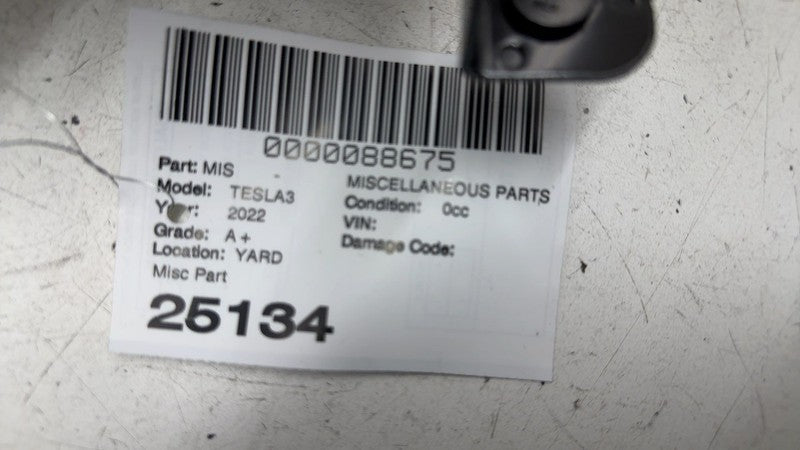 0000088675
Part: MIS
MISCELLANEOUS PARTS
Model: TESLA3
Condition: 0cc
Year: 2022
VIN:
Grade: A+
Damage Code:
Location: YARD
Misc Part
25134